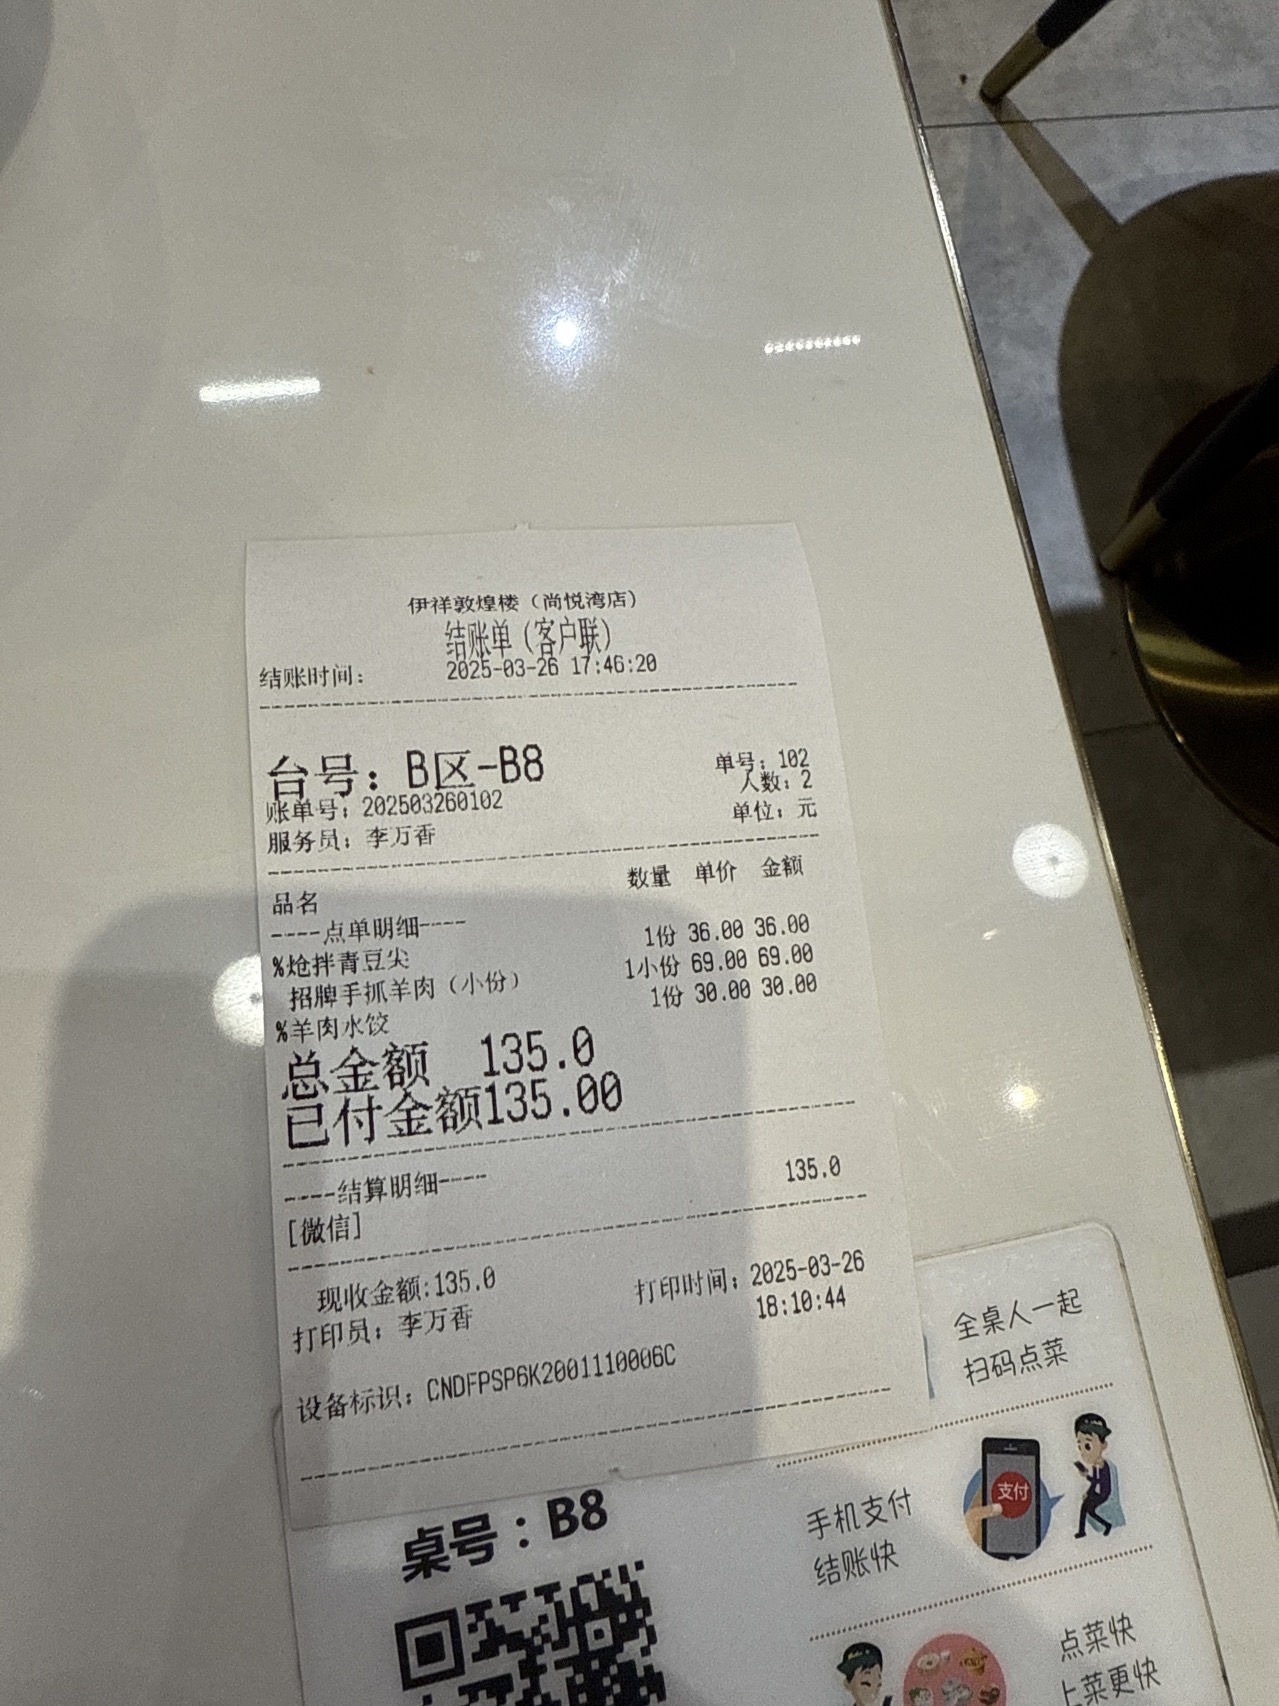 伊祥敦煌楼（尚悦湾店）
结账单（客户联）
结账时间： 2025-03-26 17:46:20
台号：B区-B8 单号：102
人数：2
账单号：202503260102
服务员：李万香 单位：元
品名 数量 单价 金额
----点单明细----
%炝拌青豆尖 1份 36.00 36.00
招牌手抓羊肉（小份） 1小份 69.00 69.00
%羊肉水饺 1份 30.00 30.00
总金额 135.0
已付金额135.00
----结算明细----
[微信] 135.0
现收金额:135.0
打印员：李万香 打印时间：2025-03-26
18:10:44
设备标识：CNDFPSP6K2001110006C
桌号：B8
全桌人一起
扫码点菜
手机支付
结账快
支付
点菜快
上菜更快